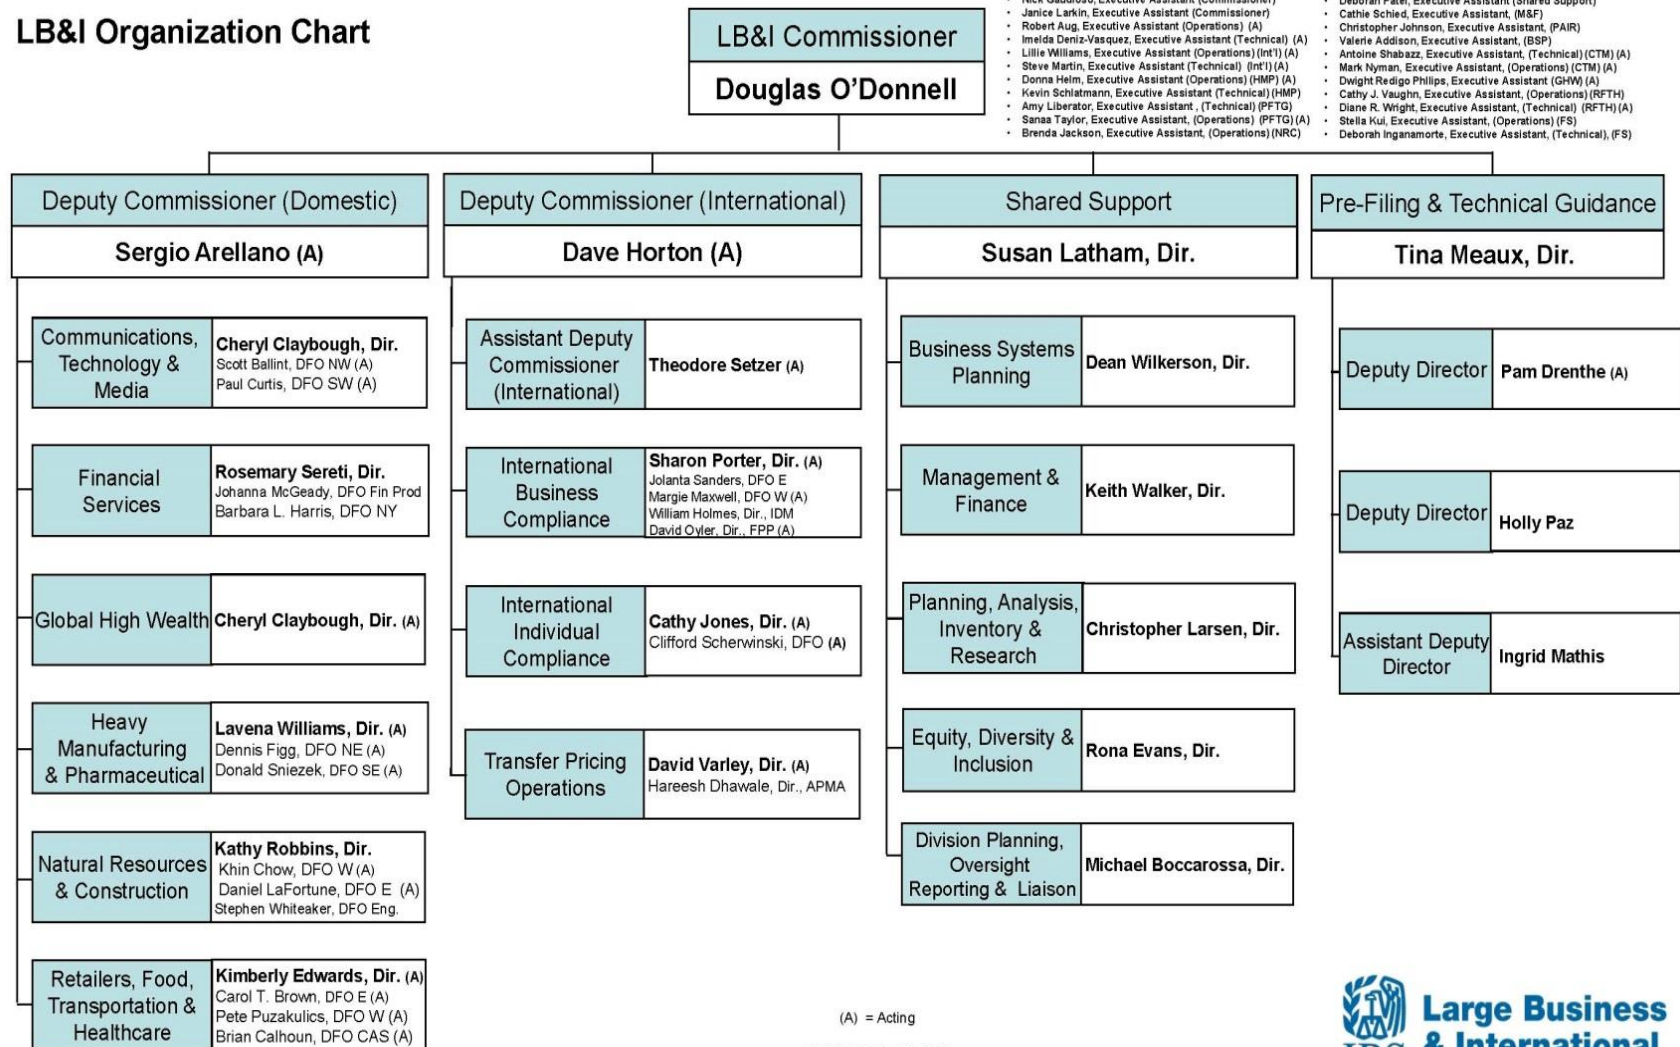 LB&I Organization Chart
LB&I Commissioner
Douglas O'Donnell
• Nick Gaudioso, Executive Assistant (Commissioner)
• Janice Larkin, Executive Assistant (Commissioner)
• Robert Aug, Executive Assistant (Operations) (A)
• Imelda Deniz-Vasquez, Executive Assistant (Technical) (A)
• Lillie Williams, Executive Assistant (Operations) (Int'l) (A)
• Steve Martin, Executive Assistant (Technical) (Int'l) (A)
• Donna Helm, Executive Assistant (Operations) (HMP) (A)
• Kevin Schlatmann, Executive Assistant (Technical) (HMP)
• Amy Liberator, Executive Assistant , (Technical) (PFTG)
• Sanaa Taylor, Executive Assistant, (Operations) (PFTG) (A)
• Brenda Jackson, Executive Assistant, (Operations) (NRC)
• Deborah Patel, Executive Assistant (Shared Support)
• Cathie Schied, Executive Assistant, (M&F)
• Christopher Johnson, Executive Assistant, (PAIR)
• Valerie Addison, Executive Assistant, (BSP)
• Antoine Shabazz, Executive Assistant, (Technical) (CTM) (A)
• Mark Nyman, Executive Assistant, (Operations) (CTM) (A)
• Dwight Redigo Phllips, Executive Assistant (GHW) (A)
• Cathy J. Vaughn, Executive Assistant, (Operations) (RFTH)
• Diane R. Wright, Executive Assistant, (Technical) (RFTH) (A)
• Stella Kui, Executive Assistant, (Operations) (FS)
• Deborah Inganamorte, Executive Assistant, (Technical), (FS)
Deputy Commissioner (Domestic)
Sergio Arellano (A)
Communications,
Technology &
Media
Cheryl Claybough, Dir.
Scott Ballint, DFO NW (A)
Paul Curtis, DFO SW (A)
Financial
Services
Rosemary Sereti, Dir.
Johanna McGeady, DFO Fin Prod
Barbara L. Harris, DFO NY
Global High Wealth
Cheryl Claybough, Dir. (A)
Heavy
Manufacturing
& Pharmaceutical
Lavena Williams, Dir. (A)
Dennis Figg, DFO NE (A)
Donald Sniezek, DFO SE (A)
Natural Resources
& Construction
Kathy Robbins, Dir.
Khin Chow, DFO W (A)
Daniel LaFortune, DFO E (A)
Stephen Whiteaker, DFO Eng.
Retailers, Food,
Transportation &
Healthcare
Kimberly Edwards, Dir. (A)
Carol T. Brown, DFO E (A)
Pete Puzakulics, DFO W (A)
Brian Calhoun, DFO CAS (A)
Deputy Commissioner (International)
Dave Horton (A)
Assistant Deputy
Commissioner
(International)
Theodore Setzer (A)
International
Business
Compliance
Sharon Porter, Dir. (A)
Jolanta Sanders, DFO E
Margie Maxwell, DFO W (A)
William Holmes, Dir., IDM
David Oyler, Dir., FPP (A)
International
Individual
Compliance
Cathy Jones, Dir. (A)
Clifford Scherwinski, DFO (A)
Transfer Pricing
Operations
David Varley, Dir. (A)
Hareesh Dhawale, Dir., APMA
Shared Support
Susan Latham, Dir.
Business Systems
Planning
Dean Wilkerson, Dir.
Management &
Finance
Keith Walker, Dir.
Planning, Analysis,
Inventory &
Research
Christopher Larsen, Dir.
Equity, Diversity &
Inclusion
Rona Evans, Dir.
Division Planning,
Oversight
Reporting & Liaison
Michael Boccarossa, Dir.
Pre-Filing & Technical Guidance
Tina Meaux, Dir.
Deputy Director
Pam Drenthe (A)
Deputy Director
Holly Paz
Assistant Deputy
Director
Ingrid Mathis
(A) = Acting
IRS
Large Business
& International